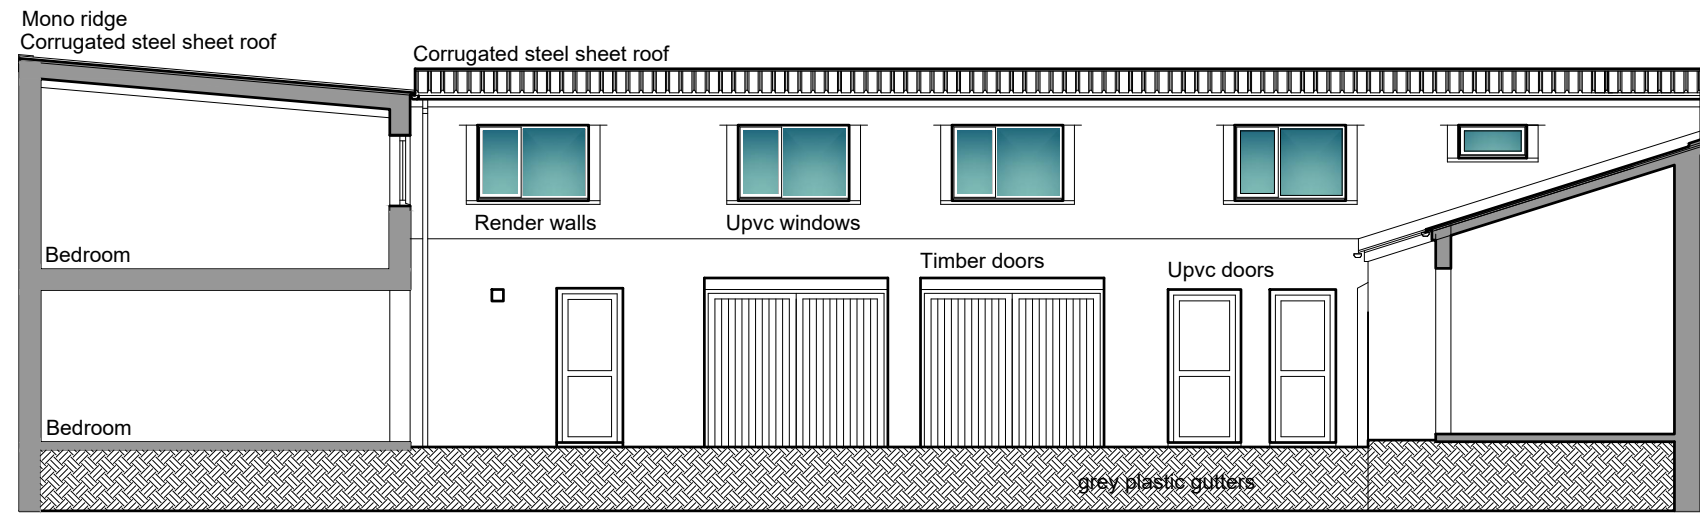 Mono ridge
Corrugated steel sheet roof
Corrugated steel sheet roof
Render walls
Upvc windows
Bedroom
Timber doors
Upvc doors
Bedroom
grey plastic gutters